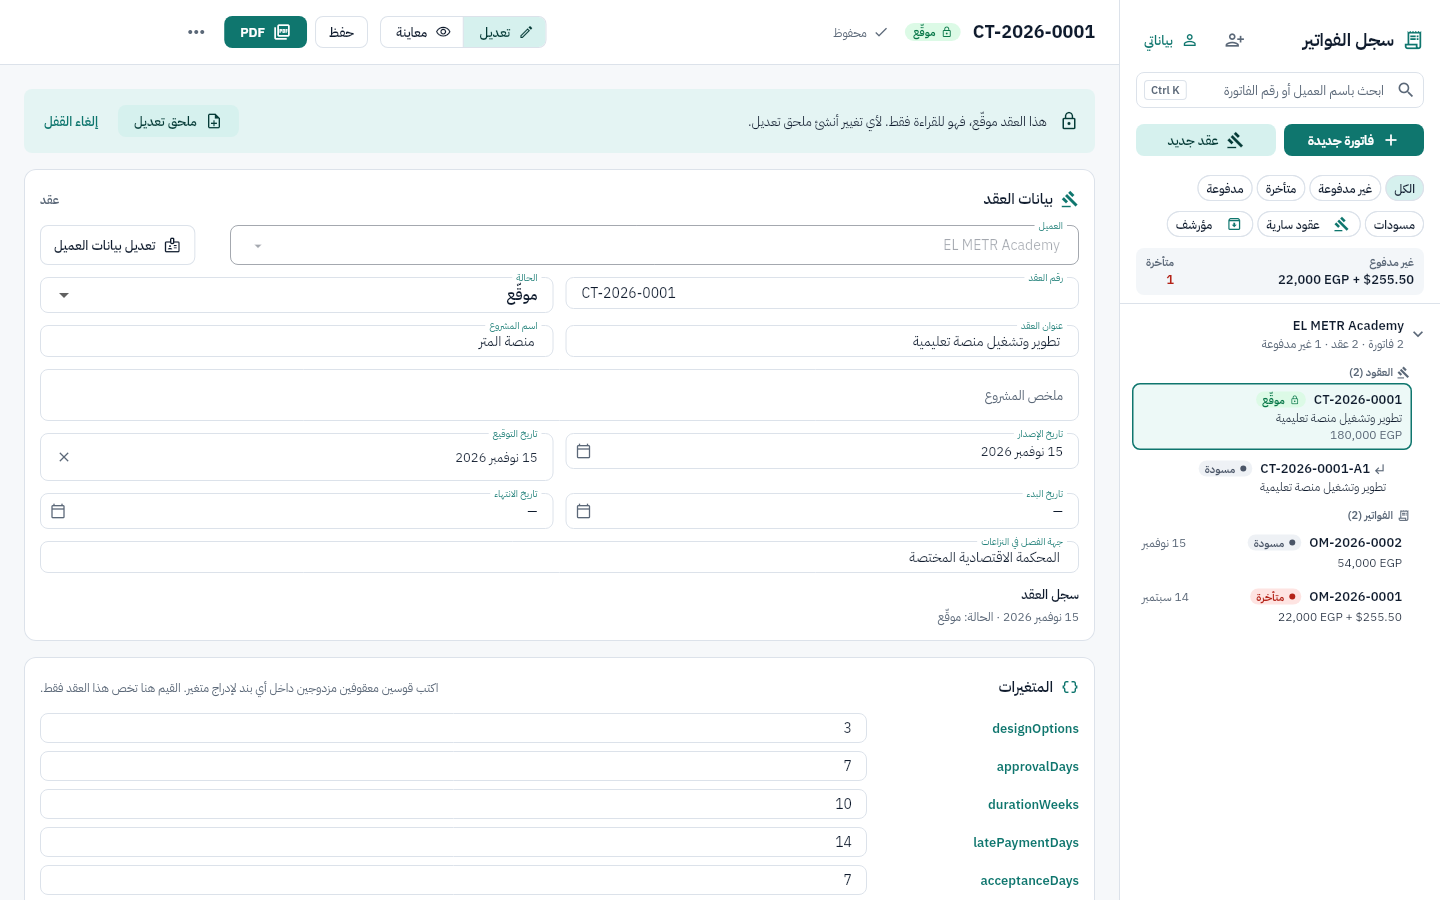 سجل الفواتير
بياناتي
ابحث باسم العميل أو رقم الفاتورة
Ctrl K
فاتورة جديدة
عقد جديد
الكل
غير مدفوعة
متأخرة
مدفوعة
مسودات
عقود سارية
مؤرشف
غير مدفوع
متأخرة
22,000 EGP + $255.50
1
EL METR Academy
2 فاتورة · 2 عقد · 1 غير مدفوعة
العقود (2)
CT-2026-0001 موقّع
تطوير وتشغيل منصة تعليمية
180,000 EGP
CT-2026-0001-A1 مسودة
تطوير وتشغيل منصة تعليمية
الفواتير (2)
OM-2026-0002 مسودة 15 نوفمبر
54,000 EGP
OM-2026-0001 متأخرة 14 سبتمبر
22,000 EGP + $255.50
CT-2026-0001 موقّع محفوظ
تعديل
معاينة
حفظ
PDF
هذا العقد موقّع، فهو للقراءة فقط. لأي تغيير أنشئ ملحق تعديل.
ملحق تعديل
إلغاء القفل
بيانات العقد
عقد
العميل
EL METR Academy
تعديل بيانات العميل
رقم العقد
CT-2026-0001
الحالة
موقّع
عنوان العقد
تطوير وتشغيل منصة تعليمية
اسم المشروع
منصة المتر
ملخص المشروع
تاريخ الإصدار
15 نوفمبر 2026
تاريخ التوقيع
15 نوفمبر 2026
تاريخ البدء
—
تاريخ الانتهاء
—
جهة الفصل في النزاعات
المحكمة الاقتصادية المختصة
سجل العقد
15 نوفمبر 2026 · الحالة: موقّع
المتغيرات
اكتب قوسين معقوفين مزدوجين داخل أي بند لإدراج متغير. القيم هنا تخص هذا العقد فقط.
designOptions
3
approvalDays
7
durationWeeks
10
latePaymentDays
14
acceptanceDays
7